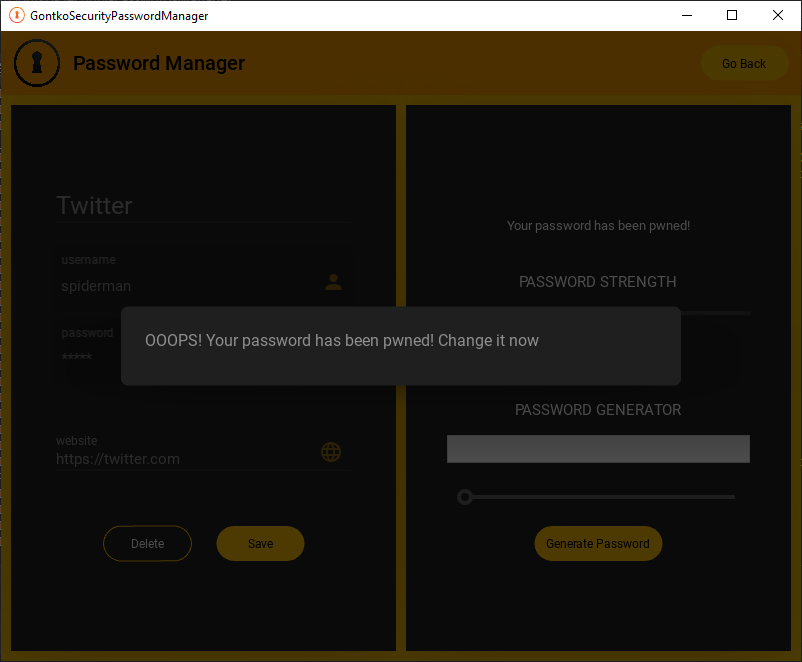 GontkoSecurityPasswordManager
Password Manager
Go Back
Twitter
username
spiderman
password
*****
website
https://twitter.com
Delete
Save
Your password has been pwned!
PASSWORD STRENGTH
OOOPS! Your password has been pwned! Change it now
PASSWORD GENERATOR
Generate Password